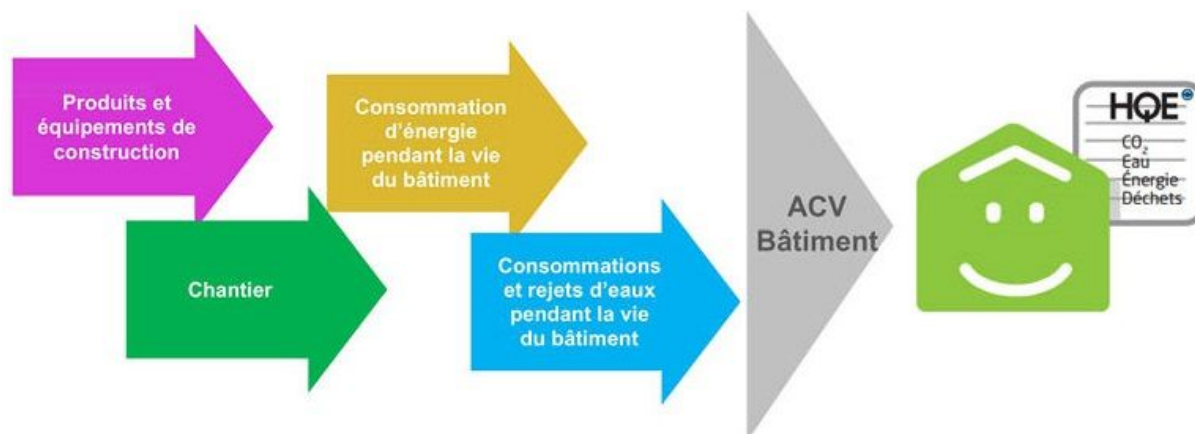 Produits et
équipements de
construction
Chantier
Consommation
d'énergie
pendant la vie
du bâtiment
Consommations
et rejets d'eaux
pendant la vie
du bâtiment
ACV
Bâtiment
HQE
CO₂
Eau
Énergie
Déchets